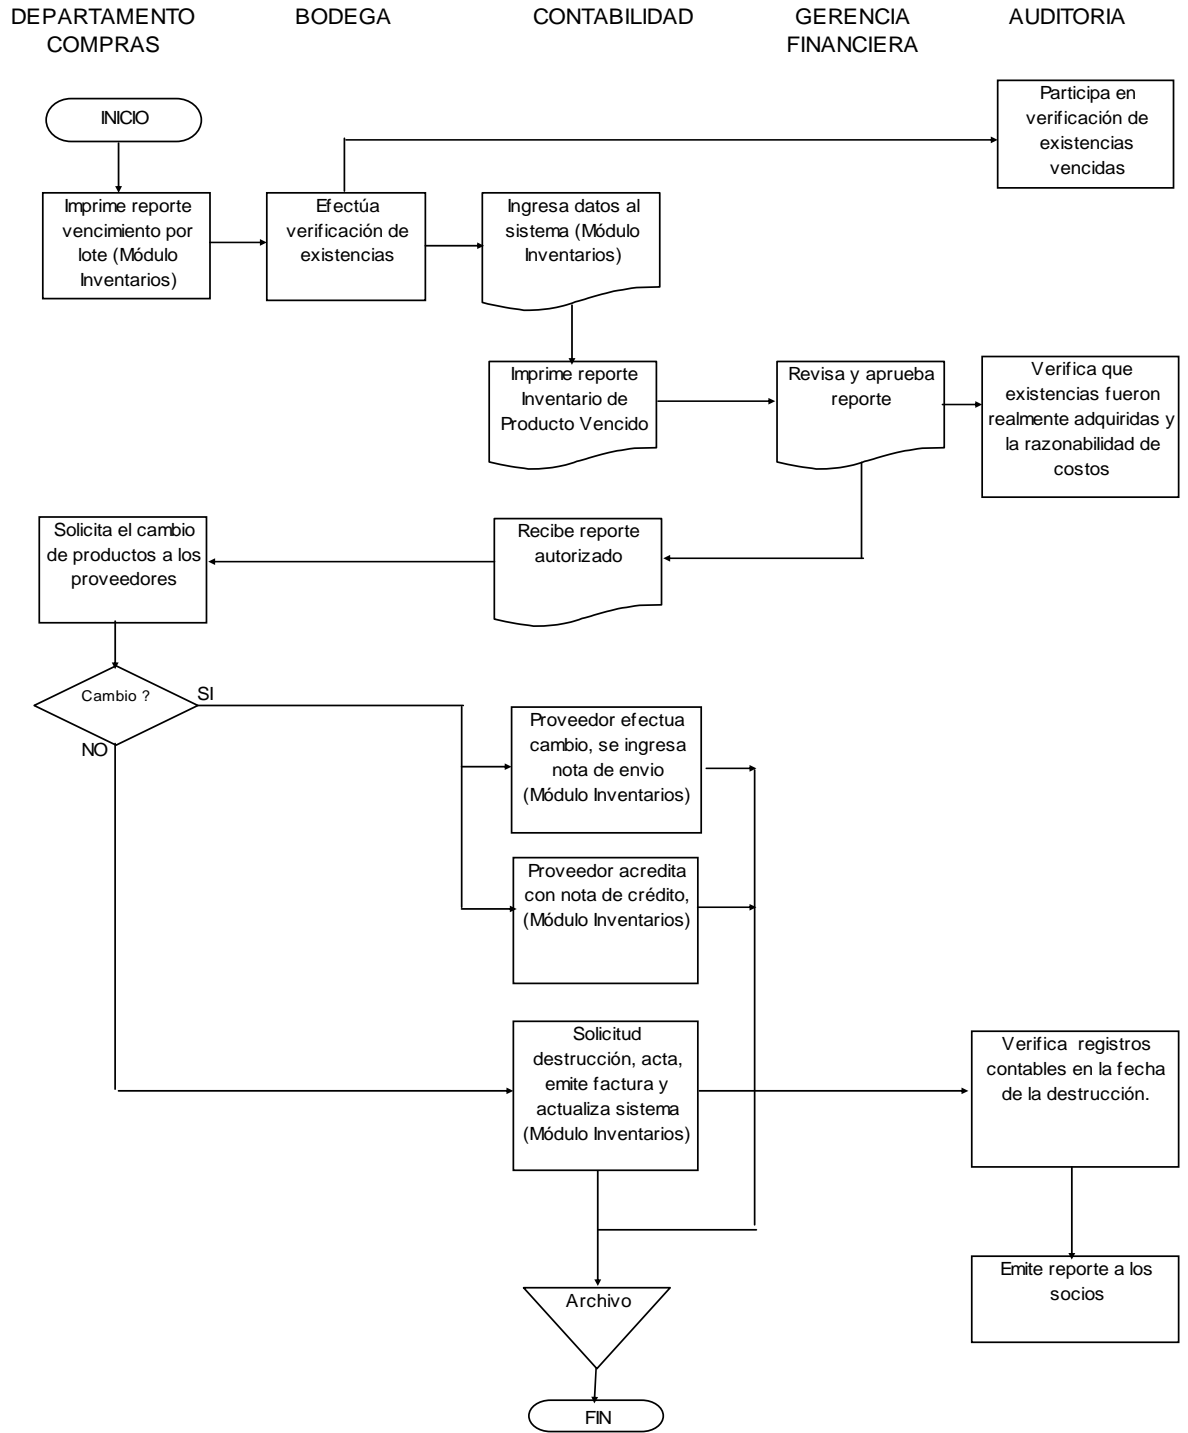 DEPARTAMENTO
COMPRAS
BODEGA
CONTABILIDAD
GERENCIA
FINANCIERA
AUDITORIA
INICIO
Participa en
verificación de
existencias
vencidas
Imprime reporte
vencimiento por
lote (Módulo
Inventarios)
Efectúa
verificación de
existencias
Ingresa datos al
sistema (Módulo
Inventarios)
Imprime reporte
Inventario de
Producto Vencido
Revisa y aprueba
reporte
Verifica que
existencias fueron
realmente adquiridas y
la razonabilidad de
costos
Solicita el cambio
de productos a los
proveedores
Recibe reporte
autorizado
Cambio ?
SI
NO
Proveedor efectua
cambio, se ingresa
nota de envio
(Módulo Inventarios)
Proveedor acredita
con nota de crédito,
(Módulo Inventarios)
Solicitud
destrucción, acta,
emite factura y
actualiza sistema
(Módulo Inventarios)
Verifica registros
contables en la fecha
de la destrucción.
Emite reporte a los
socios
Archivo
FIN